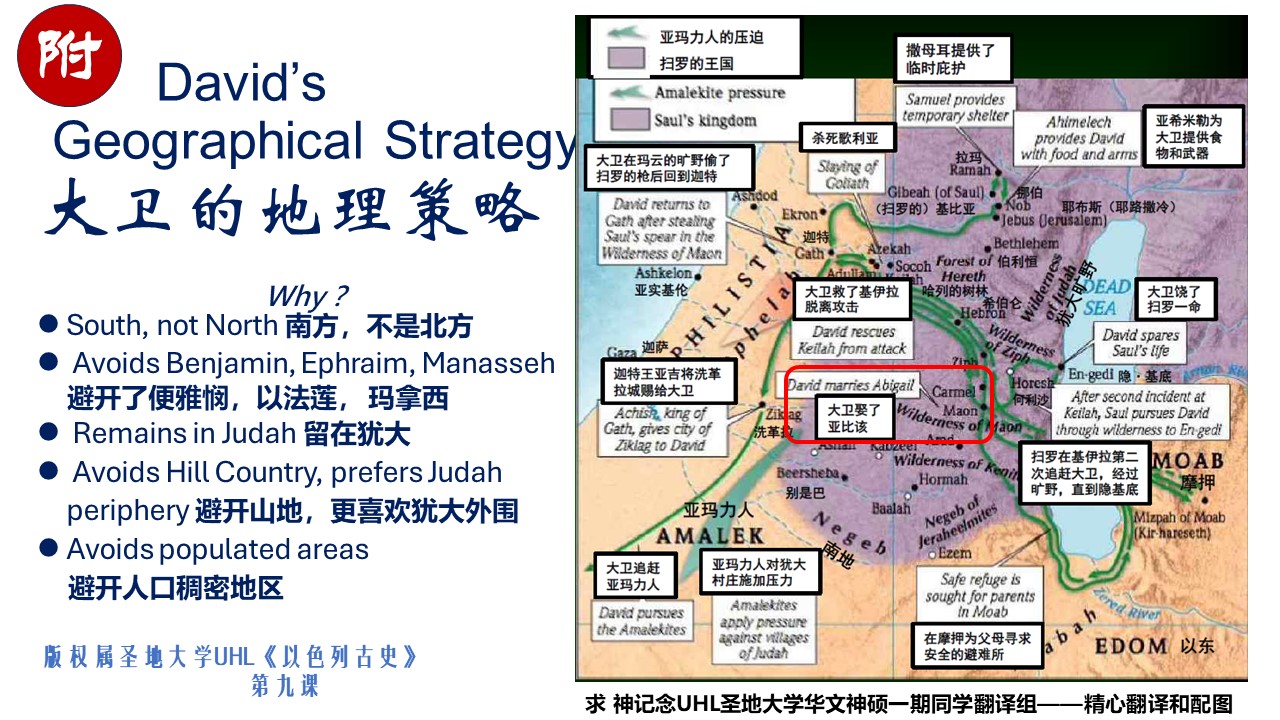 附
David's
Geographical Strategy
大卫的地理策略
Why ?
South, not North 南方，不是北方
Avoids Benjamin, Ephraim, Manasseh
避开了便雅悯，以法莲， 玛拿西
Remains in Judah 留在犹大
Avoids Hill Country, prefers Judah
periphery 避开山地，更喜欢犹大外围
Avoids populated areas
避开人口稠密地区
版权属圣地大学UHL《以色列古史》
第九课
亚玛力人的压迫
扫罗的王国
Amalekite pressure
Saul's kingdom
撒母耳提供了
临时庇护
Samuel provides
temporary shelter
亚希米勒为
大卫提供食
物和武器
Ahimelech
provides David
with food and arms
杀死歌利亚
Slaying of
Goliath
大卫在玛云的旷野偷了
扫罗的枪后回到迦特
David returns to
Gath after stealing
Saul's spear in the
Wilderness of Maon
拉玛
Ramah
Gibeah (of Saul)
（扫罗的）基比亚
挪伯
Nob
Jebus (Jerusalem)
耶布斯（耶路撒冷）
Ashdod
Ekron
迦特
Gath
Azekah
Adullam
Socoh
Bethlehem
伯利恒
Forest of
Hereth
哈列的树林
Ashkelon
亚实基伦
PHILISTIA
Wilderness
of Judah
犹大旷野
DEAD
SEA
大卫救了基伊拉
脱离攻击
David rescues
Keilah from attack
希伯仑
Hebron
大卫饶了
扫罗一命
David spares
Saul's life
Wilderness
of Ziph
Ziph
Gaza
迦萨
迦特王亚吉将洗革
拉城赐给大卫
Achish, king of
Gath, gives city of
Ziklag to David
Ziklag
洗革拉
David marries Abigail
大卫娶了
亚比该
Carmel
Maon
Wilderness of Maon
Horesh
何利沙
En-gedi 隐·基底
After second incident at
Keilah, Saul pursues David
through wilderness to En-gedi
扫罗在基伊拉第二
次追赶大卫，经过
旷野，直到隐基底
Kabzeel
Beersheba
别是巴
Hormah
Baalah
Negeb of
Jeraheelmites
Ezem
Negeb
南地
MOAB
摩押
Mizpah of Moab
(Kir-hareseth)
亚玛力人
AMALEK
大卫追赶
亚玛力人
David pursues
the Amalekites
亚玛力人对犹大
村庄施加压力
Amalekites
apply pressure
against villages
of Judah
Safe refuge is
sought for parents
in Moab
在摩押为父母寻求
安全的避难所
Zered River
EDOM 以东
求 神记念UHL圣地大学华文神硕一期同学翻译组——精心翻译和配图